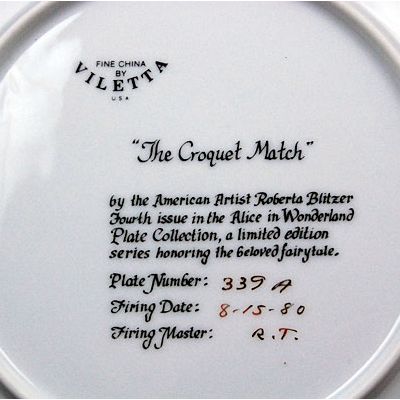 FINE CHINA
BY
VILETTA
USA
"The Croquet Match"
by the American Artist Roberta Blitzer
Fourth issue in the Alice in Wonderland
Plate Collection, a limited edition
series honoring the beloved fairytale.
Plate Number: 339 A
Firing Date: 8-15-80
Firing Master: R.T.